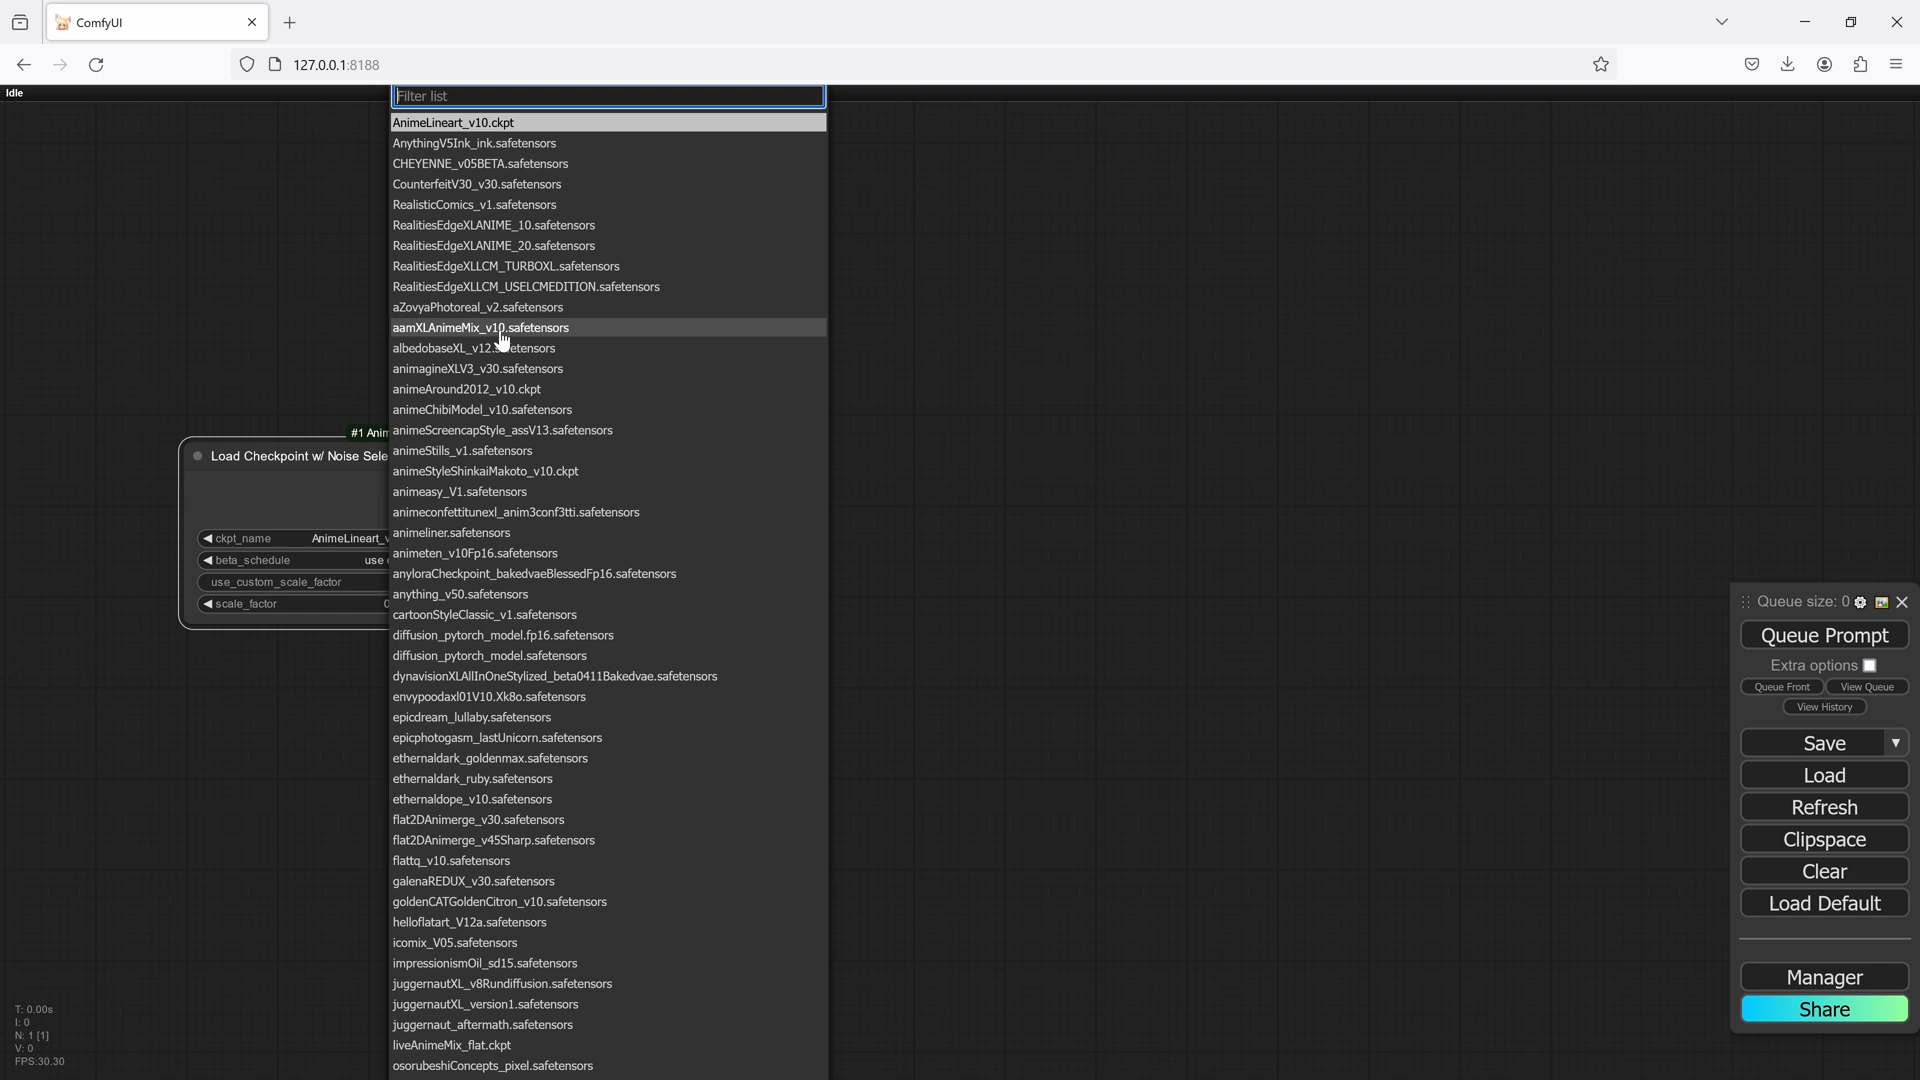 ComfyUI
127.0.0.1:8188
Idle
Filter list
AnimeLineart_v10.ckpt
AnythingV5Ink_ink.safetensors
CHEYENNE_v05BETA.safetensors
CounterfeitV30_v30.safetensors
RealisticComics_v1.safetensors
RealitiesEdgeXLANIME_10.safetensors
RealitiesEdgeXLANIME_20.safetensors
RealitiesEdgeXLLCM_TURBOXL.safetensors
RealitiesEdgeXLLCM_USELCMEDITION.safetensors
aZovyaPhotoreal_v2.safetensors
aamXLAnimeMix_v10.safetensors
albedobaseXL_v12.safetensors
animagineXLV3_v30.safetensors
animeAround2012_v10.ckpt
animeChibiModel_v10.safetensors
animeScreencapStyle_assV13.safetensors
animeStills_v1.safetensors
animeStyleShinkaiMakoto_v10.ckpt
animeasy_V1.safetensors
animeconfettitunexl_anim3conf3tti.safetensors
animeliner.safetensors
animeten_v10Fp16.safetensors
anyloraCheckpoint_bakedvaeBlessedFp16.safetensors
anything_v50.safetensors
cartoonStyleClassic_v1.safetensors
diffusion_pytorch_model.fp16.safetensors
diffusion_pytorch_model.safetensors
dynavisionXLAllInOneStylized_beta0411Bakedvae.safetensors
envypoodaxl01V10.Xk8o.safetensors
epicdream_lullaby.safetensors
epicphotogasm_lastUnicorn.safetensors
ethernaldark_goldenmax.safetensors
ethernaldark_ruby.safetensors
ethernaldope_v10.safetensors
flat2DAnimerge_v30.safetensors
flat2DAnimerge_v45Sharp.safetensors
flattq_v10.safetensors
galenaREDUX_v30.safetensors
goldenCATGoldenCitron_v10.safetensors
helloflatart_V12a.safetensors
icomix_V05.safetensors
impressionismOil_sd15.safetensors
juggernautXL_v8Rundiffusion.safetensors
juggernautXL_version1.safetensors
juggernaut_aftermath.safetensors
liveAnimeMix_flat.ckpt
osorubeshiConcepts_pixel.safetensors
#1 Anim
Load Checkpoint w/ Noise Sele
ckpt_name AnimeLineart_v
beta_schedule use
use_custom_scale_factor
scale_factor 0
Queue size: 0
Queue Prompt
Extra options
Queue Front View Queue
View History
Save
Load
Refresh
Clipspace
Clear
Load Default
Manager
Share
T: 0.00s
I: 0
N: 1 [1]
V: 0
FPS:30.30